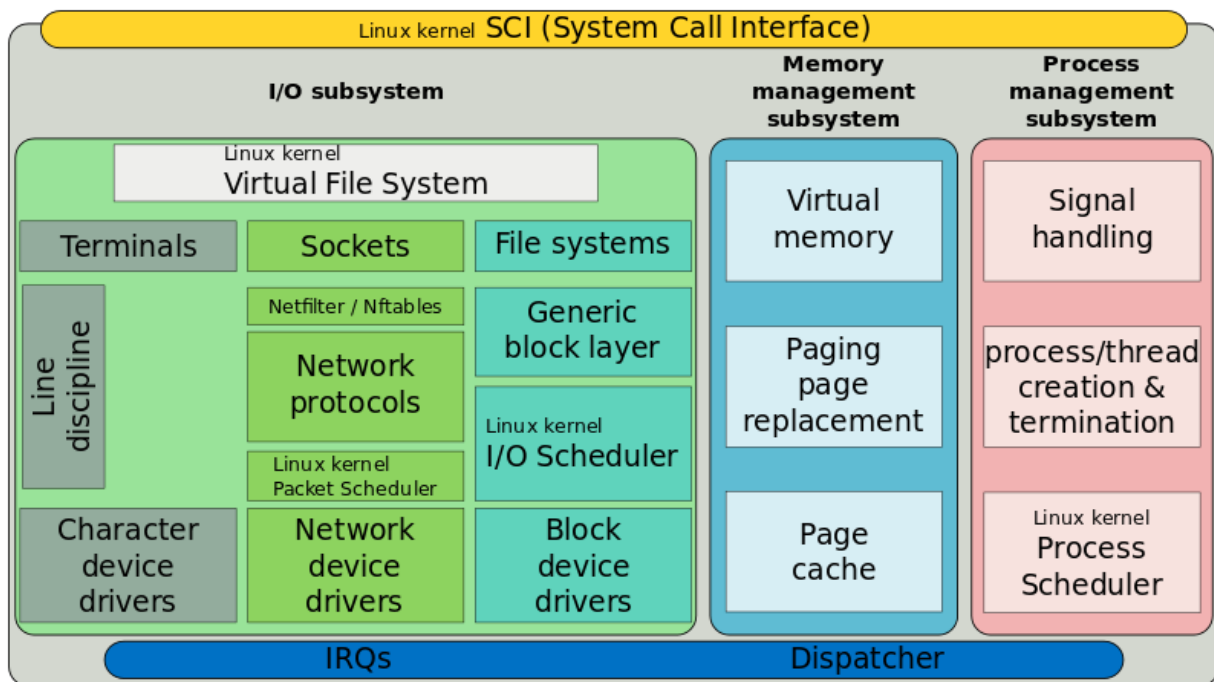 Linux kernel SCI (System Call Interface)
I/O subsystem
Memory
management
subsystem
Process
management
subsystem
Linux kernel
Virtual File System
Terminals
Sockets
File systems
Line
discipline
Netfilter / Nftables
Network
protocols
Linux kernel
Packet Scheduler
Generic
block layer
Linux kernel
I/O Scheduler
Character
device
drivers
Network
device
drivers
Block
device
drivers
Virtual
memory
Paging
page
replacement
Page
cache
Signal
handling
process/thread
creation &
termination
Linux kernel
Process
Scheduler
IRQs
Dispatcher